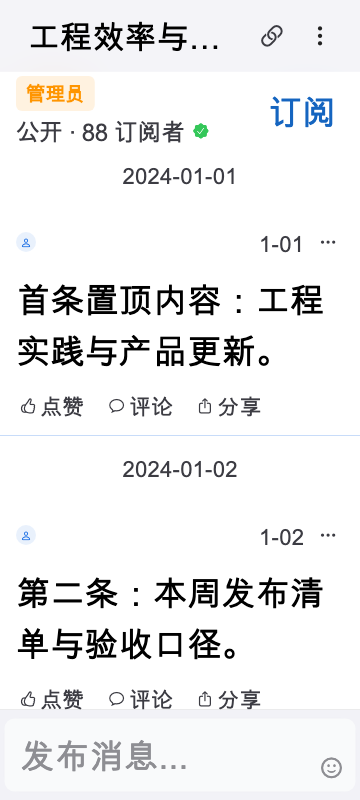 工程效率与...
管理员
公开 · 88 订阅者
订阅
2024-01-01
1-01
首条置顶内容：工程
实践与产品更新。
点赞 评论 分享
2024-01-02
1-02
第二条：本周发布清
单与验收口径。
点赞 评论 分享
发布消息...